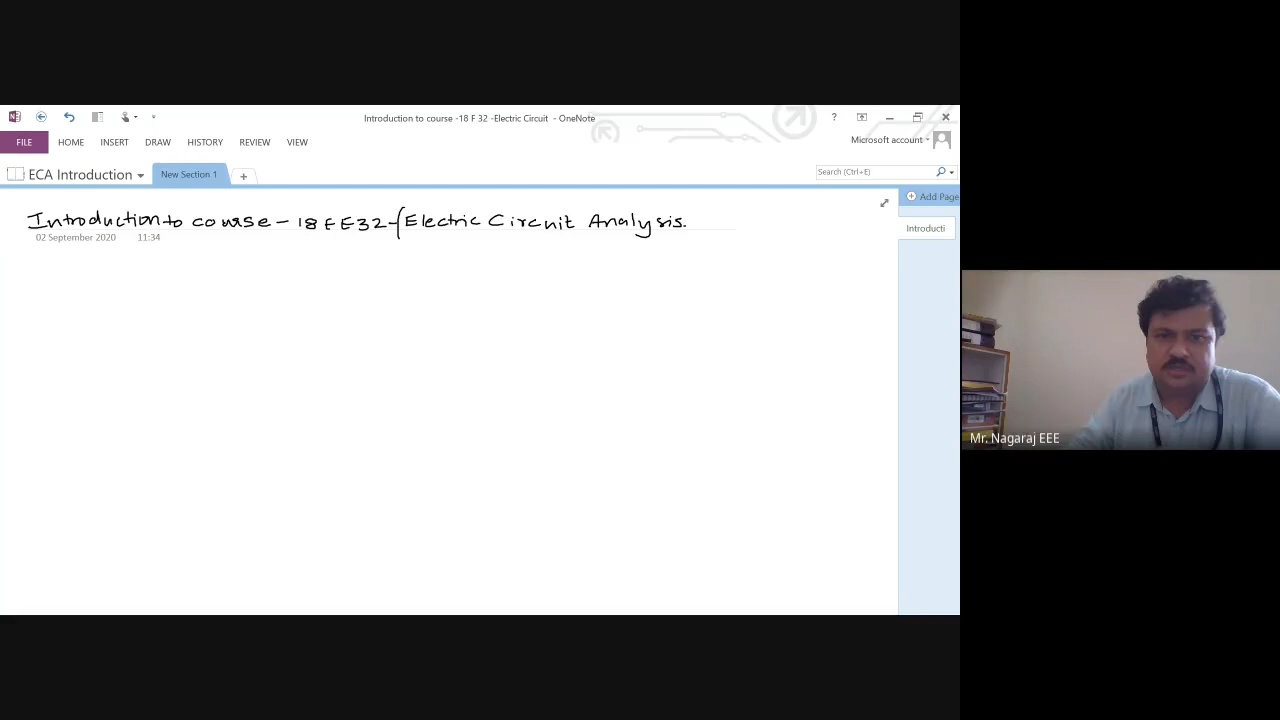 Introduction to course -18 F 32 -Electric Circuit - OneNote
?
Microsoft account
FILE HOME INSERT DRAW HISTORY REVIEW VIEW
ECA Introduction New Section 1 +
Search (Ctrl+E)
Add Page
Introduction to course - 18EE32-(Electric Circuit Analysis.
Introducti
02 September 2020 11:34
Mr. Nagaraj EEE